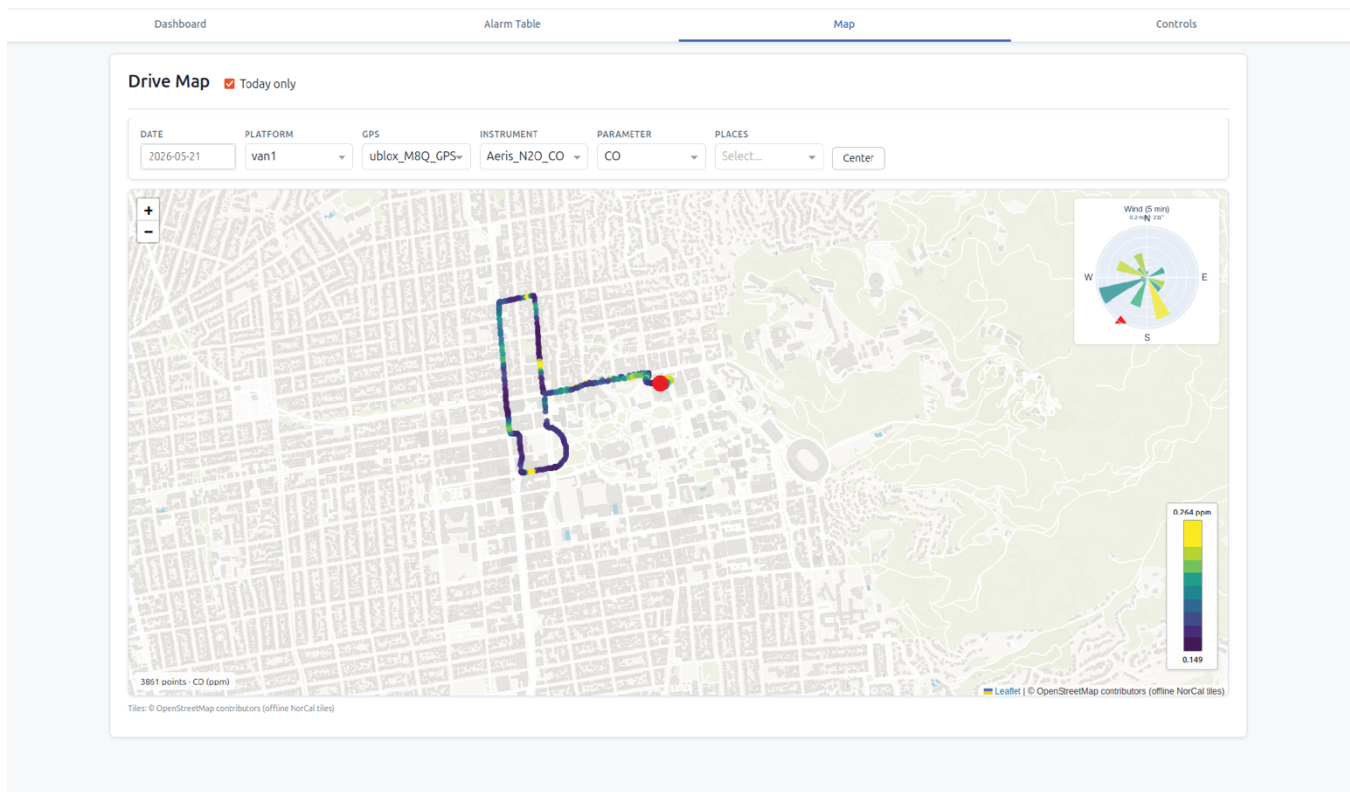 Dashboard
Alarm Table
Map
Controls
Drive Map
Today only
DATE
PLATFORM
GPS
INSTRUMENT
PARAMETER
PLACES
2026-05-21
van1
ublox_M8Q_GPS
Aeris_N2O_CO
CO
Select...
Center
+
−
Wind (5 min)
0.2 m
N
W
E
S
0.264 ppm
0.149
3861 points · CO (ppm)
Leaflet | © OpenStreetMap contributors (offline NorCal tiles)
Tiles: © OpenStreetMap contributors (offline NorCal tiles)